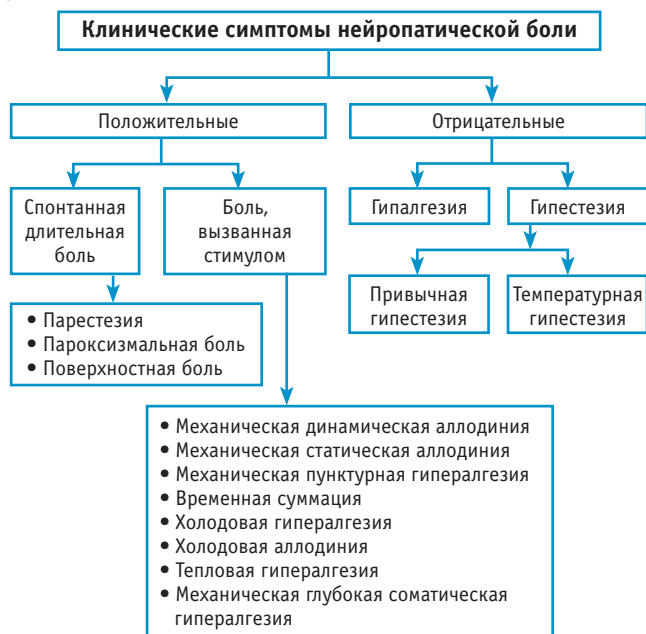 Клинические симптомы нейропатической боли
Положительные
Отрицательные
Спонтанная
длительная
боль
Боль,
вызванная
стимулом
Гипалгезия
Гипестезия
Привычная
гипестезия
Температурная
гипестезия
• Парестезия
• Пароксизмальная боль
• Поверхностная боль
• Механическая динамическая аллодиния
• Механическая статическая аллодиния
• Механическая пунктурная гипералгезия
• Временная суммация
• Холодовая гипералгезия
• Холодовая аллодиния
• Тепловая гипералгезия
• Механическая глубокая соматическая
гипералгезия